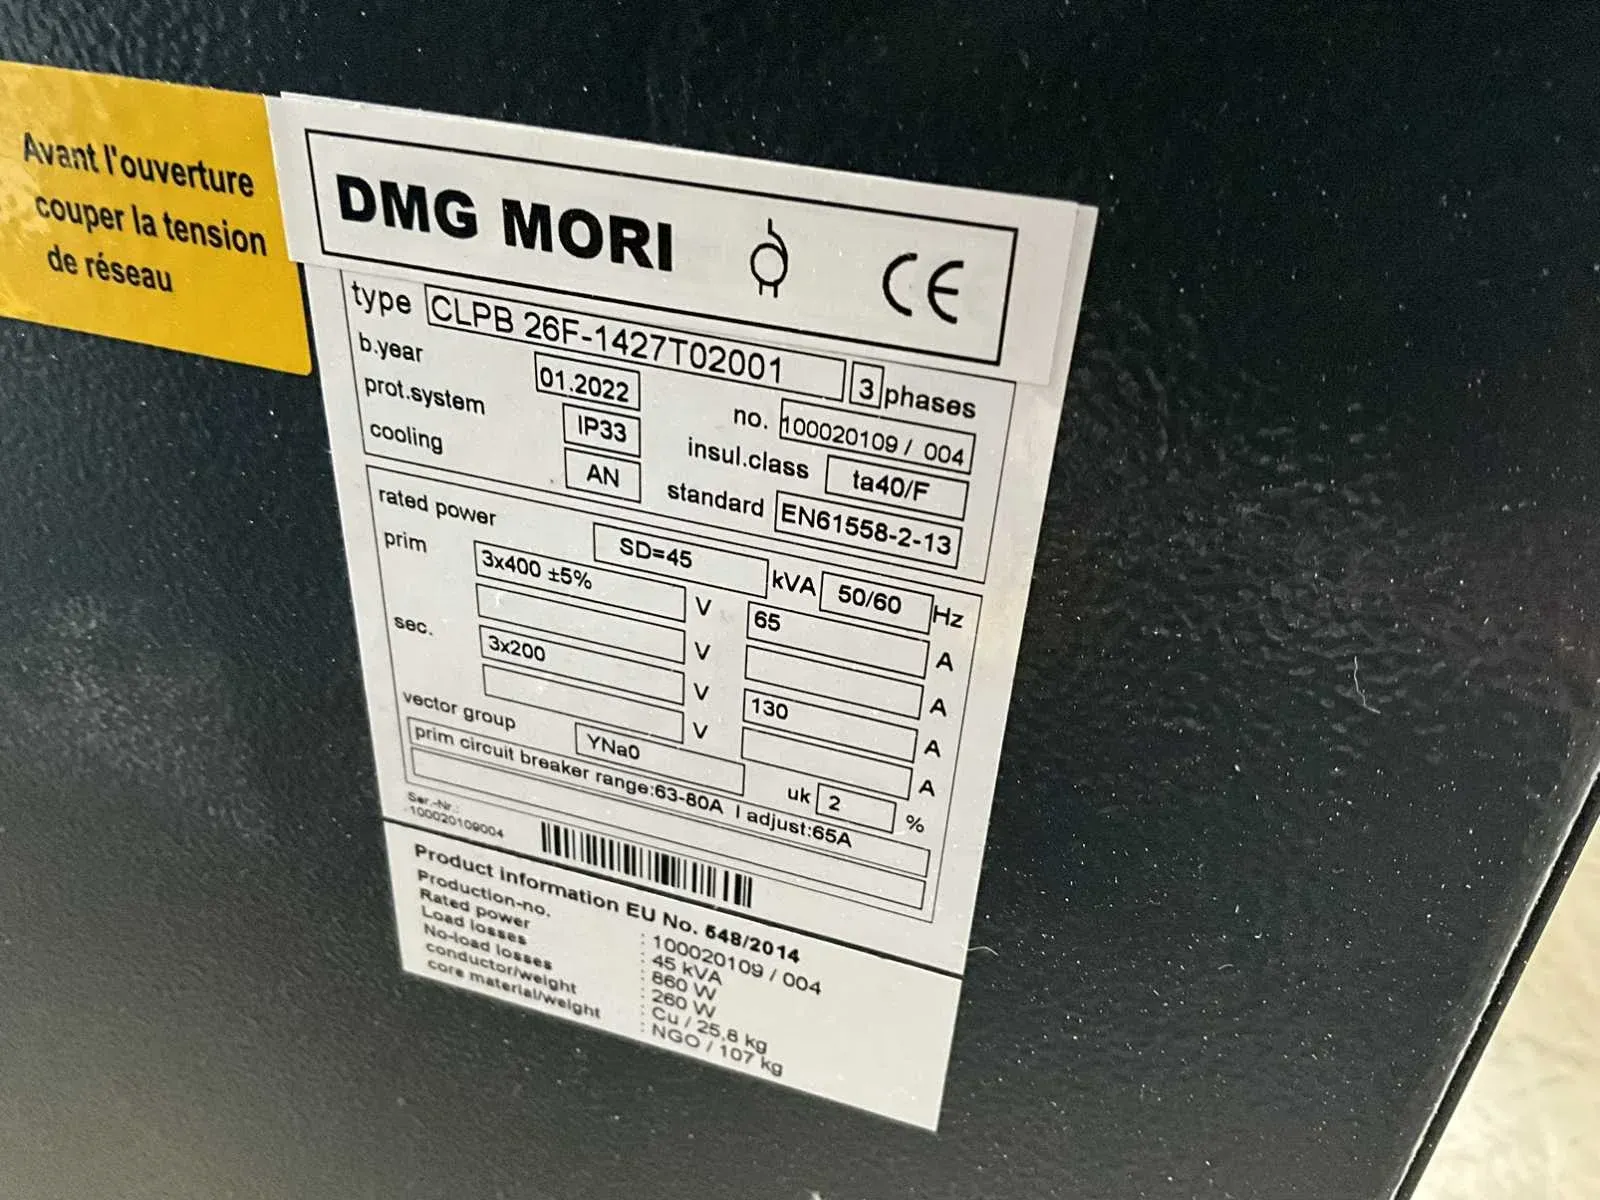 Avant l'ouverture
couper la tension
de réseau
DMG MORI CE
type CLPB 26F-1427T02001 3 phases
b.year 01.2022 no. 100020109 / 004
prot.system IP33 insul.class ta40/F
cooling AN standard EN61558-2-13
rated power SD=45 kVA 50/60 Hz
prim 3x400 ±5% V 65 A
V A
sec. 3x200 V 130 A
V A
vector group YNa0 uk 2 %
prim circuit breaker range:63-80A I adjust:65A
Ser.-Nr.:
100020109004
Product information EU No. 548/2014
Production-no. : 100020109 / 004
Rated power : 45 kVA
Load losses : 860 W
No-load losses : 260 W
conductor/weight : Cu / 25,8 kg
core material/weight : NGO / 107 kg